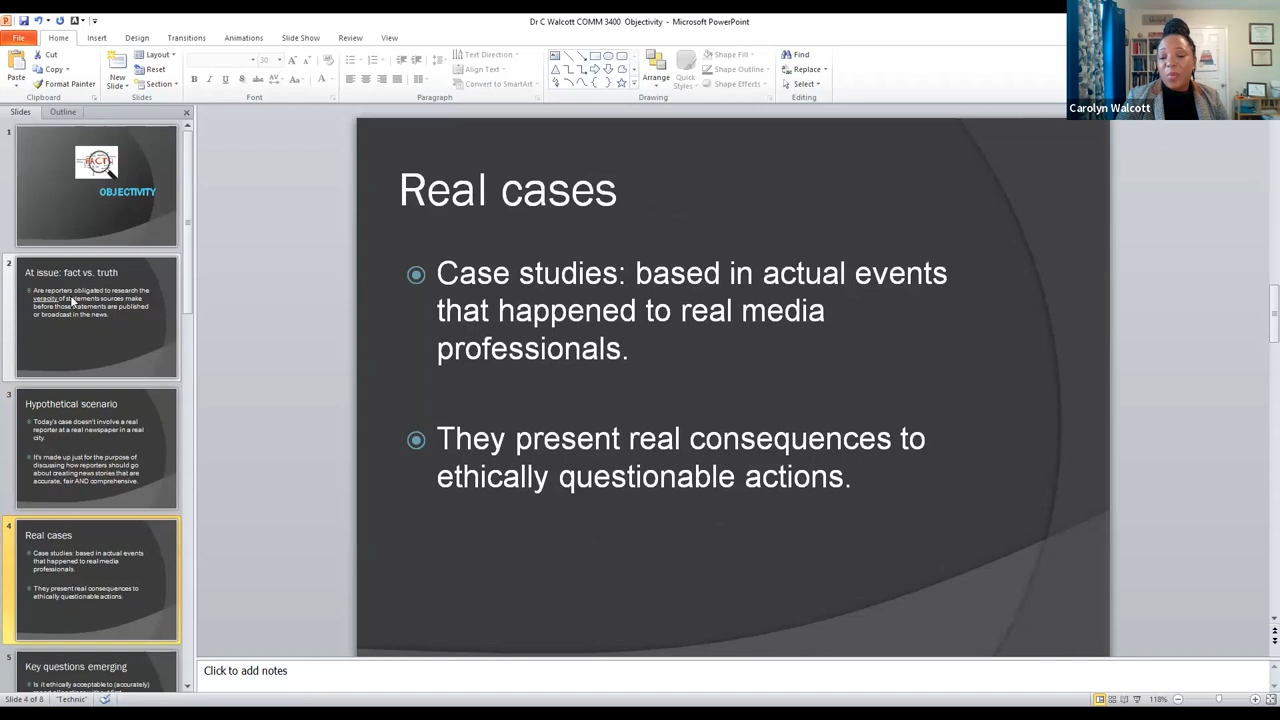 Dr C Walcott COMM 3400 Objectivity - Microsoft PowerPoint
File
Home
Insert
Design
Transitions
Animations
Slide Show
Review
View
Paste
Cut
Copy
Format Painter
Clipboard
New
Slide
Layout
Reset
Section
Slides
30
Font
Text Direction
Align Text
Convert to SmartArt
Paragraph
Arrange
Quick
Styles
Shape Fill
Shape Outline
Shape Effects
Drawing
Find
Replace
Select
Editing
Carolyn Walcott
Slides
Outline
1
FACTS
OBJECTIVITY
2
At issue: fact vs. truth
Are reporters obligated to research the
veracity of statements sources make
before those statements are published
or broadcast in the news.
3
Hypothetical scenario
Today's case doesn't involve a real
reporter at a real newspaper in a real
city.
It's made up just for the purpose of
discussing how reporters should go
about creating news stories that are
accurate, fair AND comprehensive.
4
Real cases
Case studies: based in actual events
that happened to real media
professionals.
They present real consequences to
ethically questionable actions.
5
Key questions emerging
Is it ethically acceptable to (accurately)
Real cases
Case studies: based in actual events
that happened to real media
professionals.
They present real consequences to
ethically questionable actions.
Click to add notes
Slide 4 of 8
"Technic"
118%